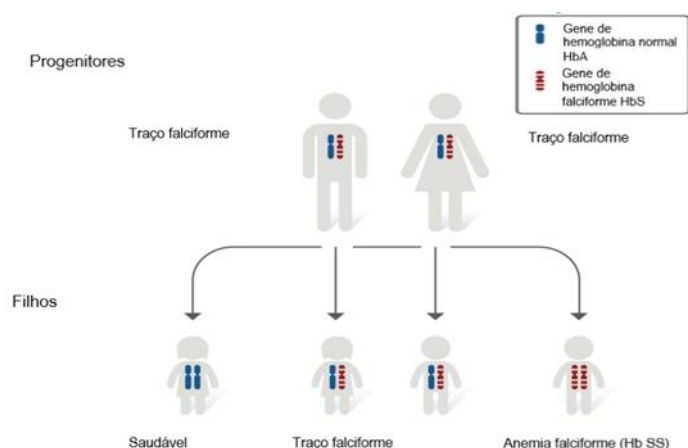 Gene de
hemoglobina normal
HbA
Gene de
hemoglobina
falciforme HbS
Progenitores
Traço falciforme
Traço falciforme
Filhos
Saudável
Traço falciforme
Anemia falciforme (Hb SS)